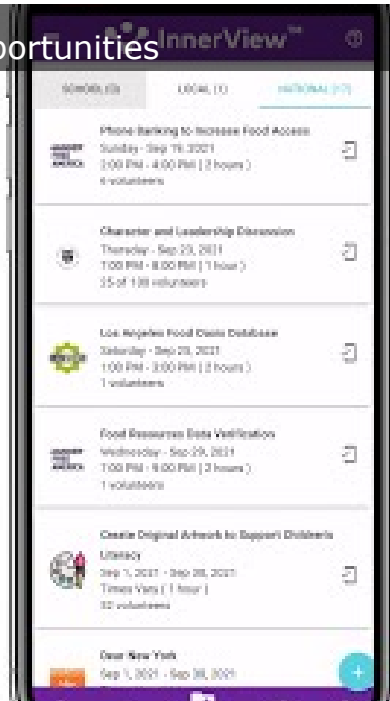 portunities
InnerView™
SCHOOL (0) LOCAL (1) NATIONAL (17)
Phone Banking to Increase Food Access
Sunday - Sep 19, 2021
2:00 PM - 4:00 PM ( 2 hours )
6 volunteers
Character and Leadership Discussion
Thursday - Sep 23, 2021
7:00 PM - 8:00 PM ( 1 hour )
25 of 100 volunteers
Los Angeles Food Oasis Database
Saturday - Sep 25, 2021
1:00 PM - 3:00 PM ( 2 hours )
1 volunteers
Food Resources Data Verification
Wednesday - Sep 29, 2021
7:00 PM - 9:00 PM ( 2 hours )
1 volunteers
Create Original Artwork to Support Children's
Literacy
Sep 1, 2021 - Sep 30, 2021
Times Vary ( 1 hour )
32 volunteers
Dear New York
Sep 1, 2021 - Sep 30, 2021